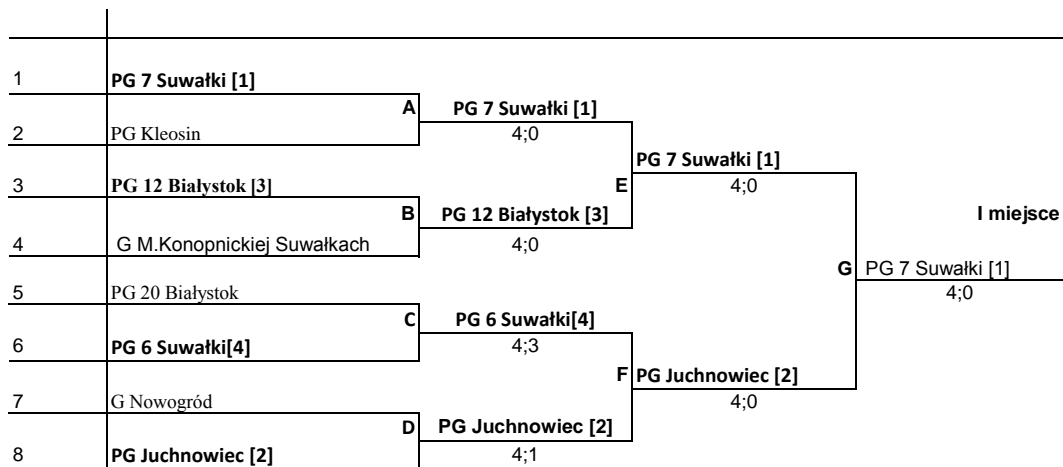 1 PG 7 Suwałki [1]
A PG 7 Suwałki [1]
2 PG Kleosin 4;0
PG 7 Suwałki [1]
3 PG 12 Białystok [3] E 4;0
B PG 12 Białystok [3] I miejsce
4 G M.Konopnickiej Suwałkach 4;0
G PG 7 Suwałki [1]
5 PG 20 Białystok 4;0
C PG 6 Suwałki[4]
6 PG 6 Suwałki[4] 4;3
F PG Juchnowiec [2]
7 G Nowogród 4;0
D PG Juchnowiec [2]
8 PG Juchnowiec [2] 4;1